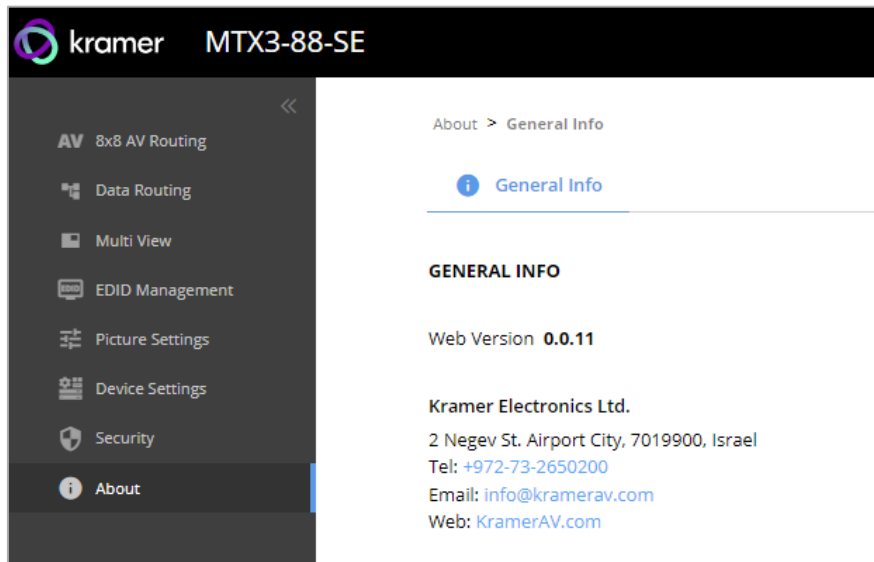 kramer MTX3-88-SE
«
AV 8x8 AV Routing
Data Routing
Multi View
EDID EDID Management
Picture Settings
Device Settings
Security
About
About > General Info
General Info
GENERAL INFO
Web Version 0.0.11
Kramer Electronics Ltd.
2 Negev St. Airport City, 7019900, Israel
Tel: +972-73-2650200
Email: info@kramerav.com
Web: KramerAV.com